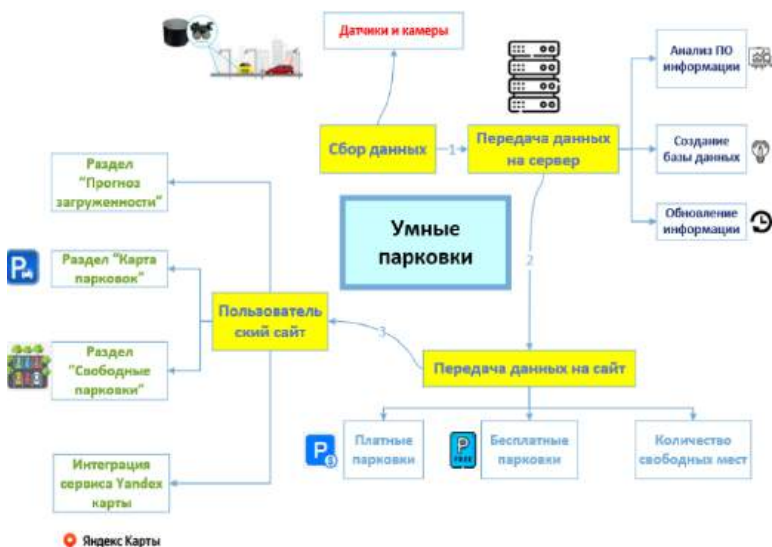 Датчики и камеры
Анализ ПО
информации
Сбор данных
1
Передача данных
на сервер
Создание
базы данных
Обновление
информации
Раздел
"Прогноз
загруженности"
Умные
парковки
2
P
Раздел "Карта
парковок"
Пользователь
ский сайт
3
Раздел
"Свободные
парковки"
Передача данных на сайт
P
$
Платные
парковки
P
FREE
Бесплатные
парковки
Количество
свободных мест
Интеграция
сервиса Yandex
карты
Яндекс Карты